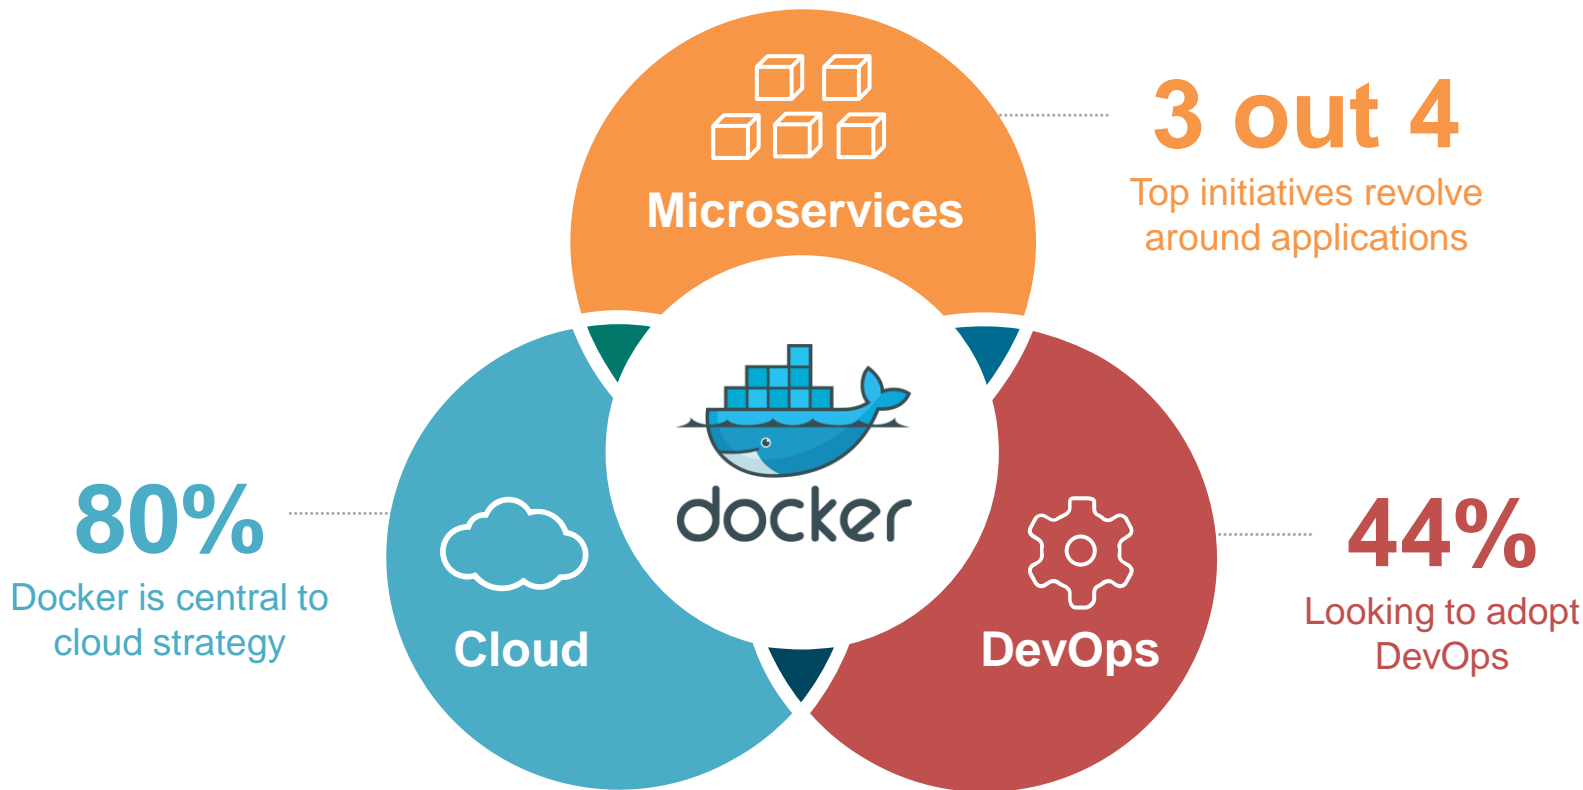 Microservices
3 out 4
Top initiatives revolve
around applications
docker
80%
Docker is central to
cloud strategy
Cloud
DevOps
44%
Looking to adopt
DevOps